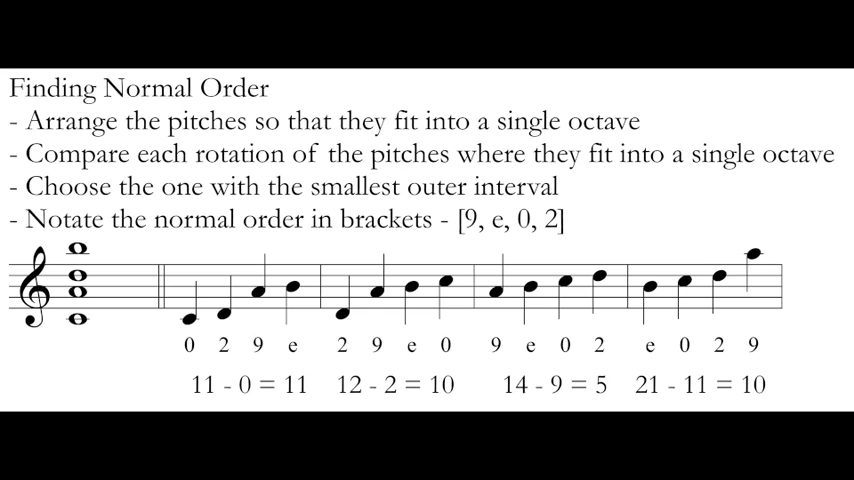 Finding Normal Order
- Arrange the pitches so that they fit into a single octave
- Compare each rotation of the pitches where they fit into a single octave
- Choose the one with the smallest outer interval
- Notate the normal order in brackets - [9, e, 0, 2]
0 2 9 e 2 9 e 0 9 e 0 2 e 0 2 9
11 - 0 = 11 12 - 2 = 10 14 - 9 = 5 21 - 11 = 10